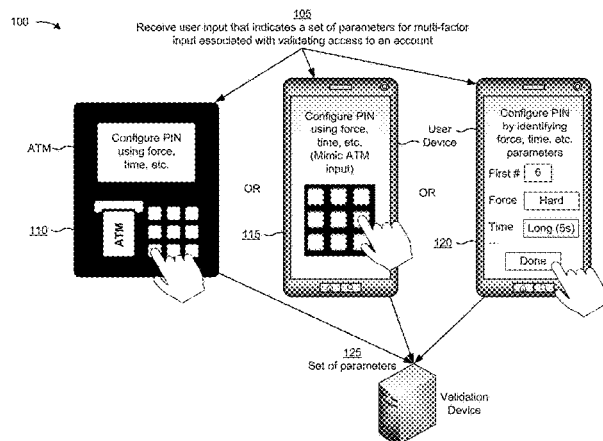 100
105
Receive user input that indicates a set of parameters for multi-factor
input associated with validating access to an account
ATM
Configure PIN
using force,
time, etc.
110
ATM
OR
Configure PIN
using force,
time, etc.
(Mimic ATM
input)
115
User
Device
OR
Configure PIN
by identifying
force, time, etc.
parameters
First # 6
Force Hard
Time Long (5s)
...
120
Done
125
Set of parameters
Validation
Device